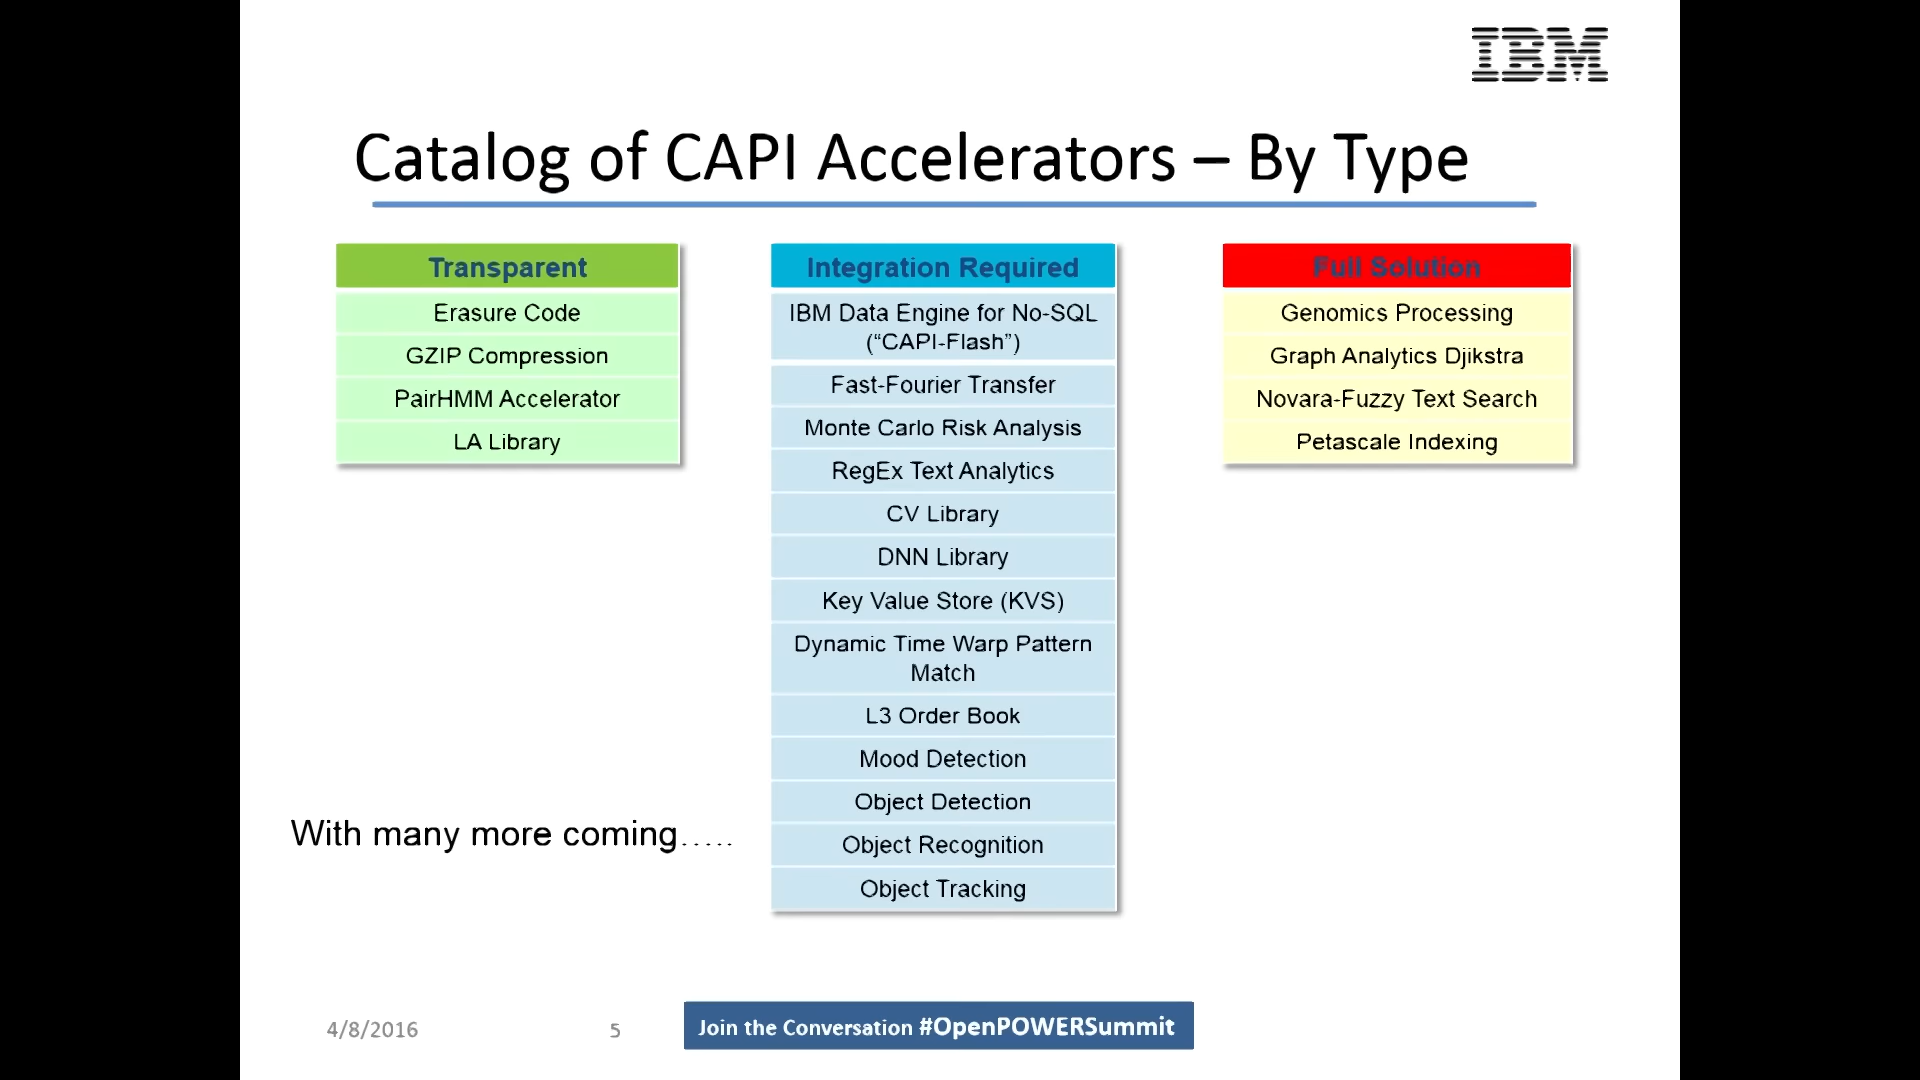 IBM
Catalog of CAPI Accelerators – By Type
Transparent
Erasure Code
GZIP Compression
PairHMM Accelerator
LA Library
Integration Required
IBM Data Engine for No-SQL
(“CAPI-Flash”)
Fast-Fourier Transfer
Monte Carlo Risk Analysis
RegEx Text Analytics
CV Library
DNN Library
Key Value Store (KVS)
Dynamic Time Warp Pattern
Match
L3 Order Book
Mood Detection
Object Detection
Object Recognition
Object Tracking
Full Solution
Genomics Processing
Graph Analytics Djikstra
Novara-Fuzzy Text Search
Petascale Indexing
With many more coming…..
4/8/2016
5
Join the Conversation #OpenPOWERSummit